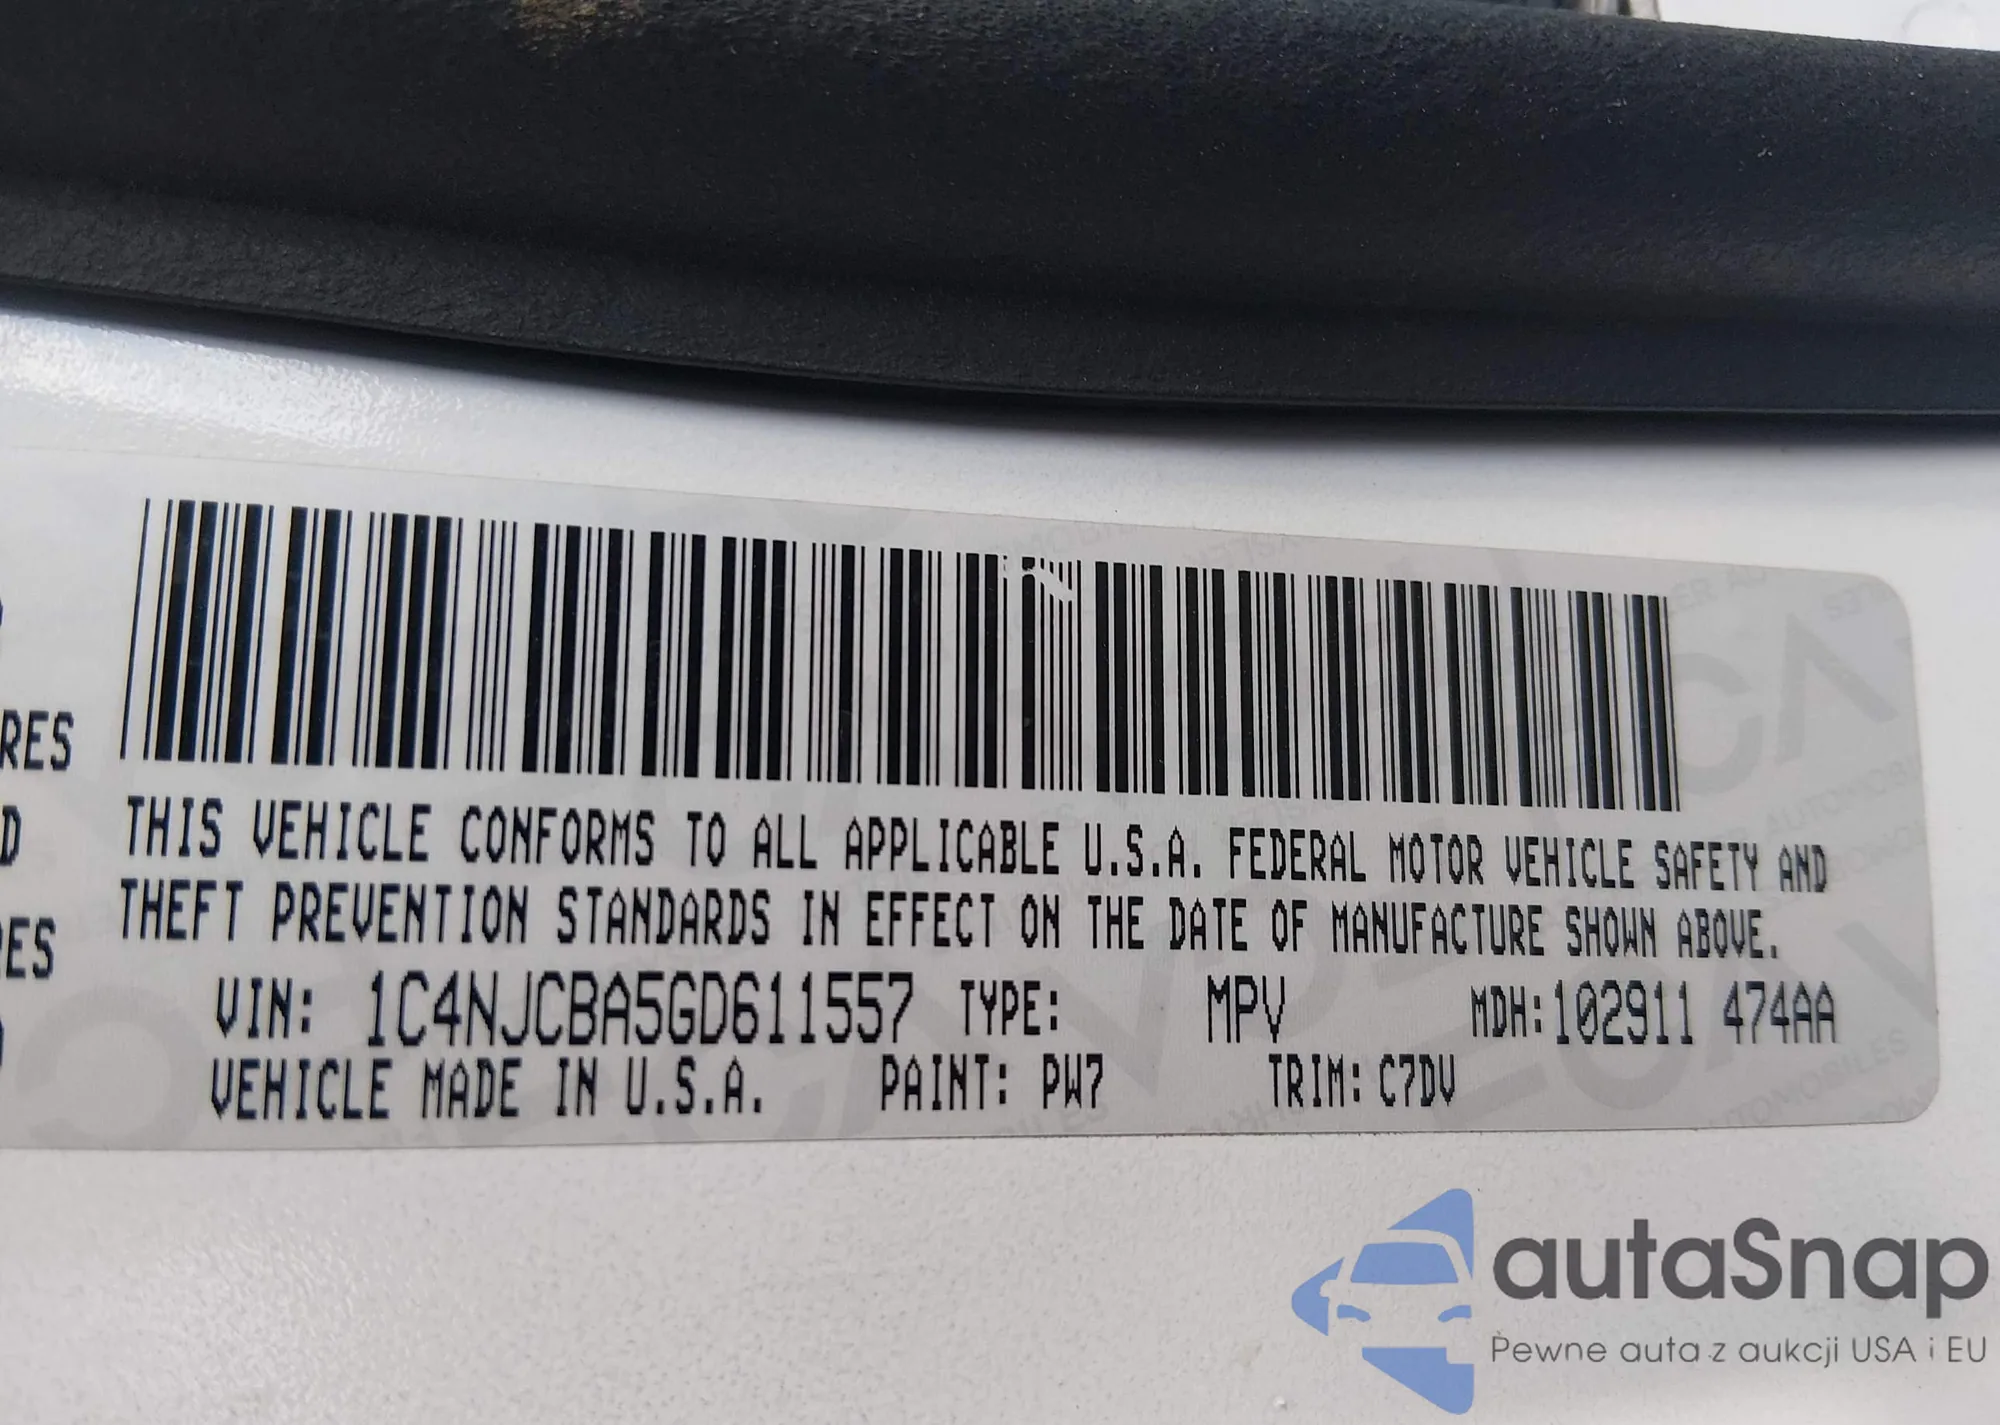 RES
D
ES
THIS VEHICLE CONFORMS TO ALL APPLICABLE U.S.A. FEDERAL MOTOR VEHICLE SAFETY AND
THEFT PREVENTION STANDARDS IN EFFECT ON THE DATE OF MANUFACTURE SHOWN ABOVE.
VIN: 1C4NJCBA5GD611557 TYPE: MPV MDH:102911 474AA
VEHICLE MADE IN U.S.A. PAINT: PW7 TRIM: C7DV
autaSnap
Pewne auta z aukcji USA i EU